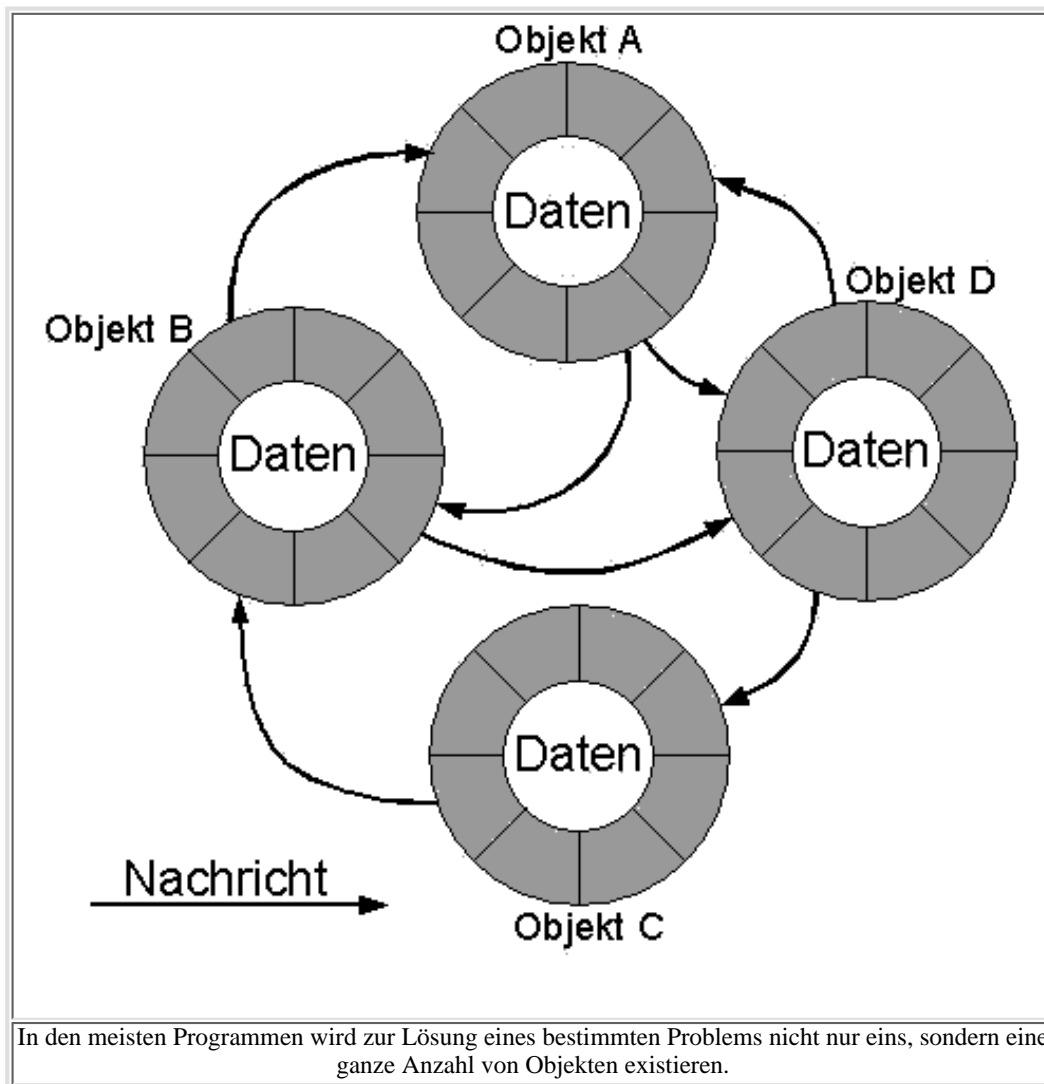 Objekt A
Daten
Objekt D
Objekt B
Daten
Daten
Daten
Nachricht
Objekt C
In den meisten Programmen wird zur Lösung eines bestimmten Problems nicht nur eins, sondern eine
ganze Anzahl von Objekten existieren.